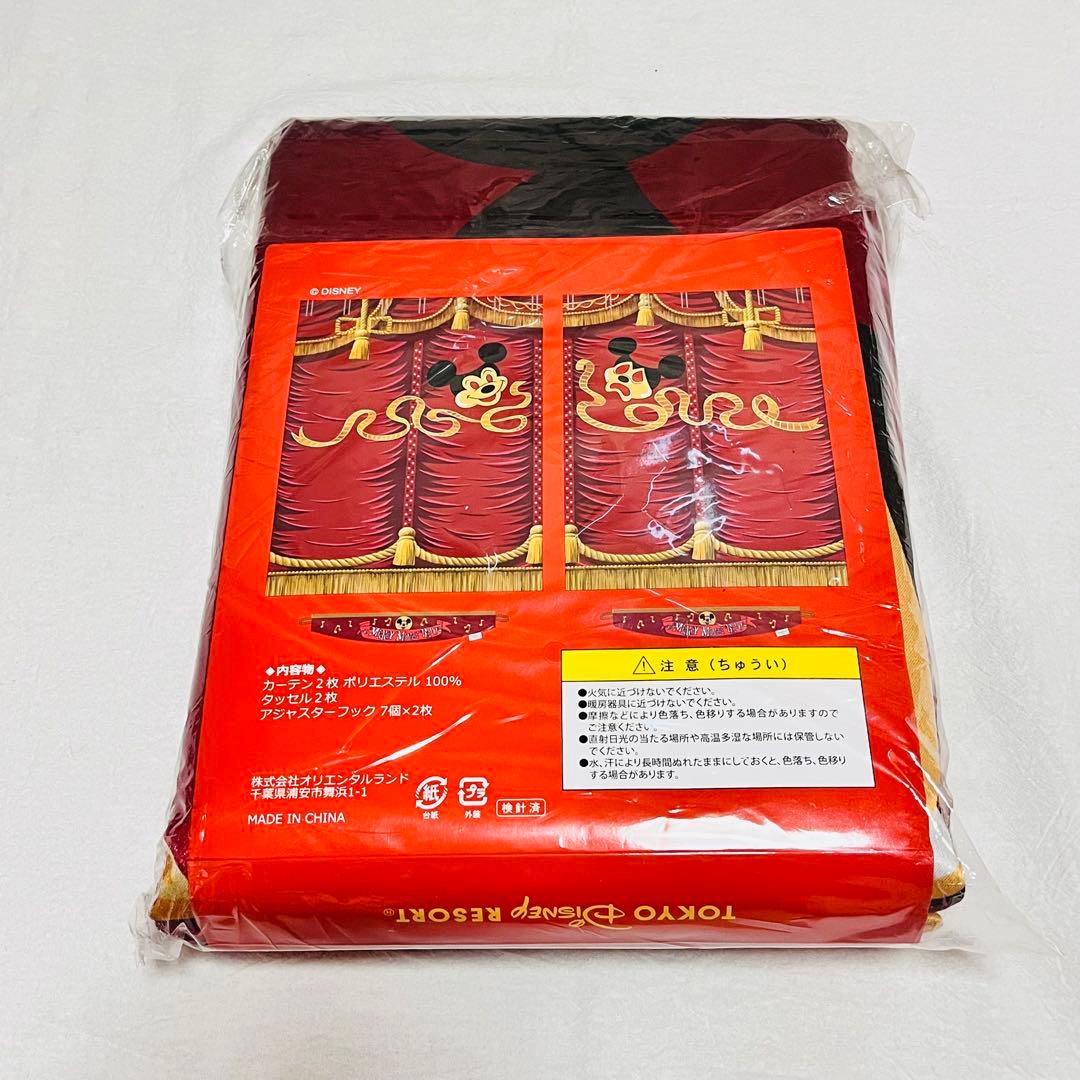 © DISNEY
Mickey Mouse Revue
Mickey Mouse Revue
◆内容物◆
カーテン2枚 ポリエステル 100%
タッセル2枚
アジャスターフック 7個×2枚
株式会社オリエンタルランド
千葉県浦安市舞浜1-1
MADE IN CHINA
紙
台紙
プラ
外装
検針済
注 意 (ちゅうい)
●火気に近づけないでください。
●暖房器具に近づけないでください。
●摩擦などにより色落ち、色移りする場合がありますので
ご注意ください。
●直射日光の当たる場所や高温多湿な場所には保管しない
でください。
●水、汗により長時間ぬれたままにしておくと、色落ち、色移り
する場合があります。
TOKYO DISNEY RESORT®